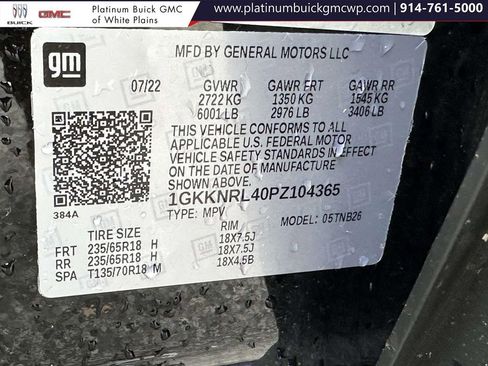 BUICK GMC Platinum Buick GMC of White Plains www.platinumbuickgmcwp.com | 914-761-5000
gm
MFD BY GENERAL MOTORS LLC
07/22 GVWR GAWR FRT GAWR RR
2722 KG 1350 KG 1545 KG
6001 LB 2976 LB 3406 LB
THIS VEHICLE CONFORMS TO ALL
APPLICABLE U.S. FEDERAL MOTOR
VEHICLE SAFETY STANDARDS IN EFFECT
ON THE DATE OF MANUFACTURE
SHOWN ABOVE.
1GKKNRL40PZ104365
384A TYPE: MPV MODEL: 05TNB26
TIRE SIZE RIM
FRT 235/65R18 H 18X7.5J
RR 235/65R18 H 18X7.5J
SPA T135/70R18 M 18X4.5B